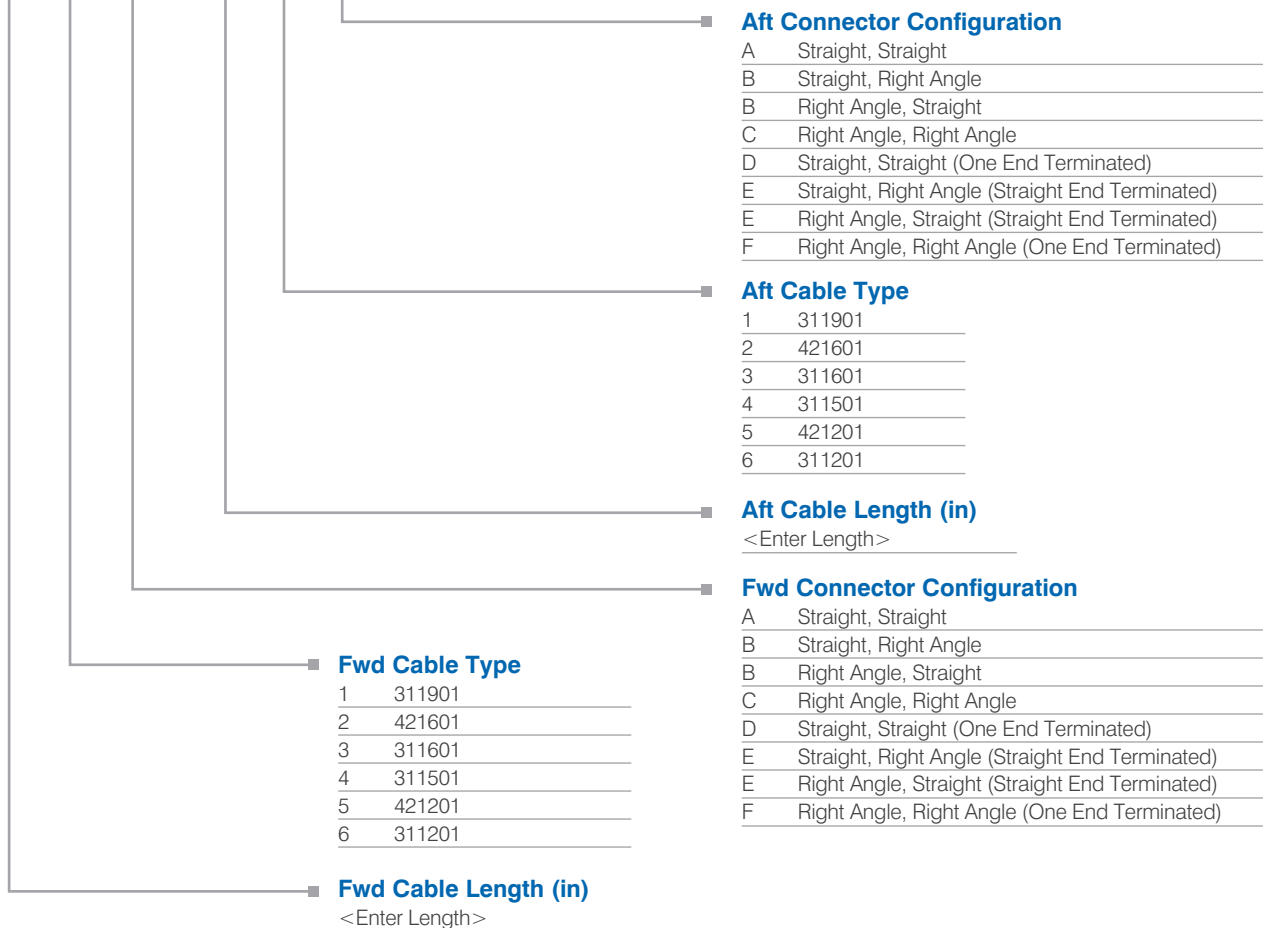 Aft Connector Configuration
A Straight, Straight
B Straight, Right Angle
B Right Angle, Straight
C Right Angle, Right Angle
D Straight, Straight (One End Terminated)
E Straight, Right Angle (Straight End Terminated)
E Right Angle, Straight (Straight End Terminated)
F Right Angle, Right Angle (One End Terminated)
Aft Cable Type
1 311901
2 421601
3 311601
4 311501
5 421201
6 311201
Aft Cable Length (in)
<Enter Length>
Fwd Connector Configuration
A Straight, Straight
B Straight, Right Angle
B Right Angle, Straight
C Right Angle, Right Angle
D Straight, Straight (One End Terminated)
E Straight, Right Angle (Straight End Terminated)
E Right Angle, Straight (Straight End Terminated)
F Right Angle, Right Angle (One End Terminated)
Fwd Cable Type
1 311901
2 421601
3 311601
4 311501
5 421201
6 311201
Fwd Cable Length (in)
<Enter Length>